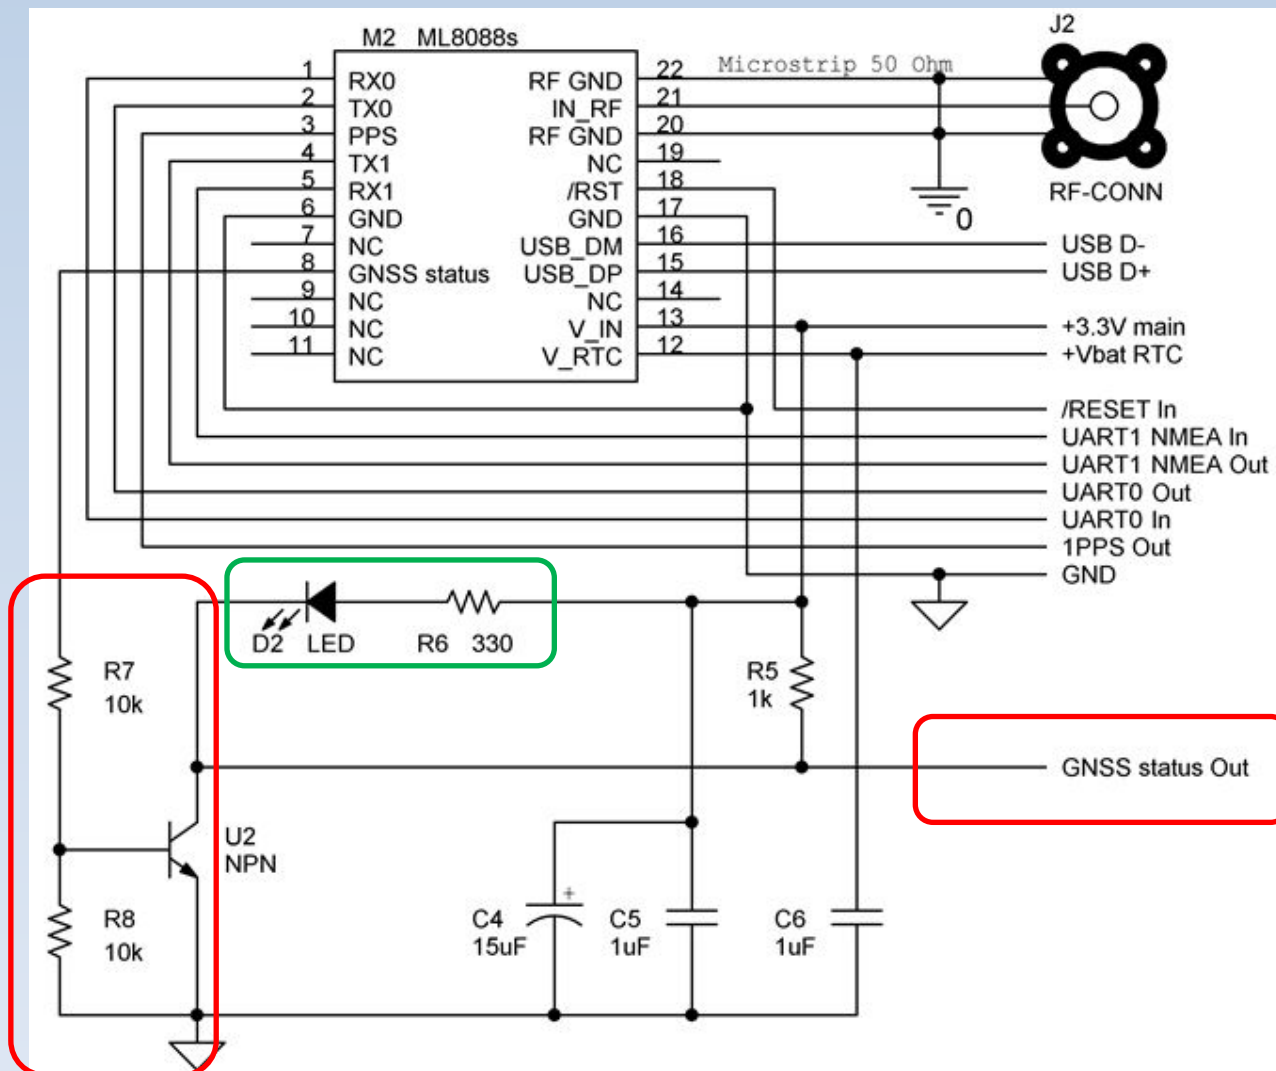 M2 ML8088s
J2
Microstrip 50 Ohm
1 RX0 RF GND 22
2 TX0 IN_RF 21
3 PPS RF GND 20
4 TX1 NC 19
5 RX1 /RST 18
6 GND GND 17
7 NC USB_DM 16
8 GNSS status USB_DP 15
9 NC NC 14
10 NC V_IN 13
11 NC V_RTC 12
RF-CONN
0
USB D-
USB D+
+3.3V main
+Vbat RTC
/RESET In
UART1 NMEA In
UART1 NMEA Out
UART0 Out
UART0 In
1PPS Out
GND
D2 LED R6 330
R7
10k
R5
1k
GNSS status Out
U2
NPN
R8
10k
+
C4
15uF
C5
1uF
C6
1uF